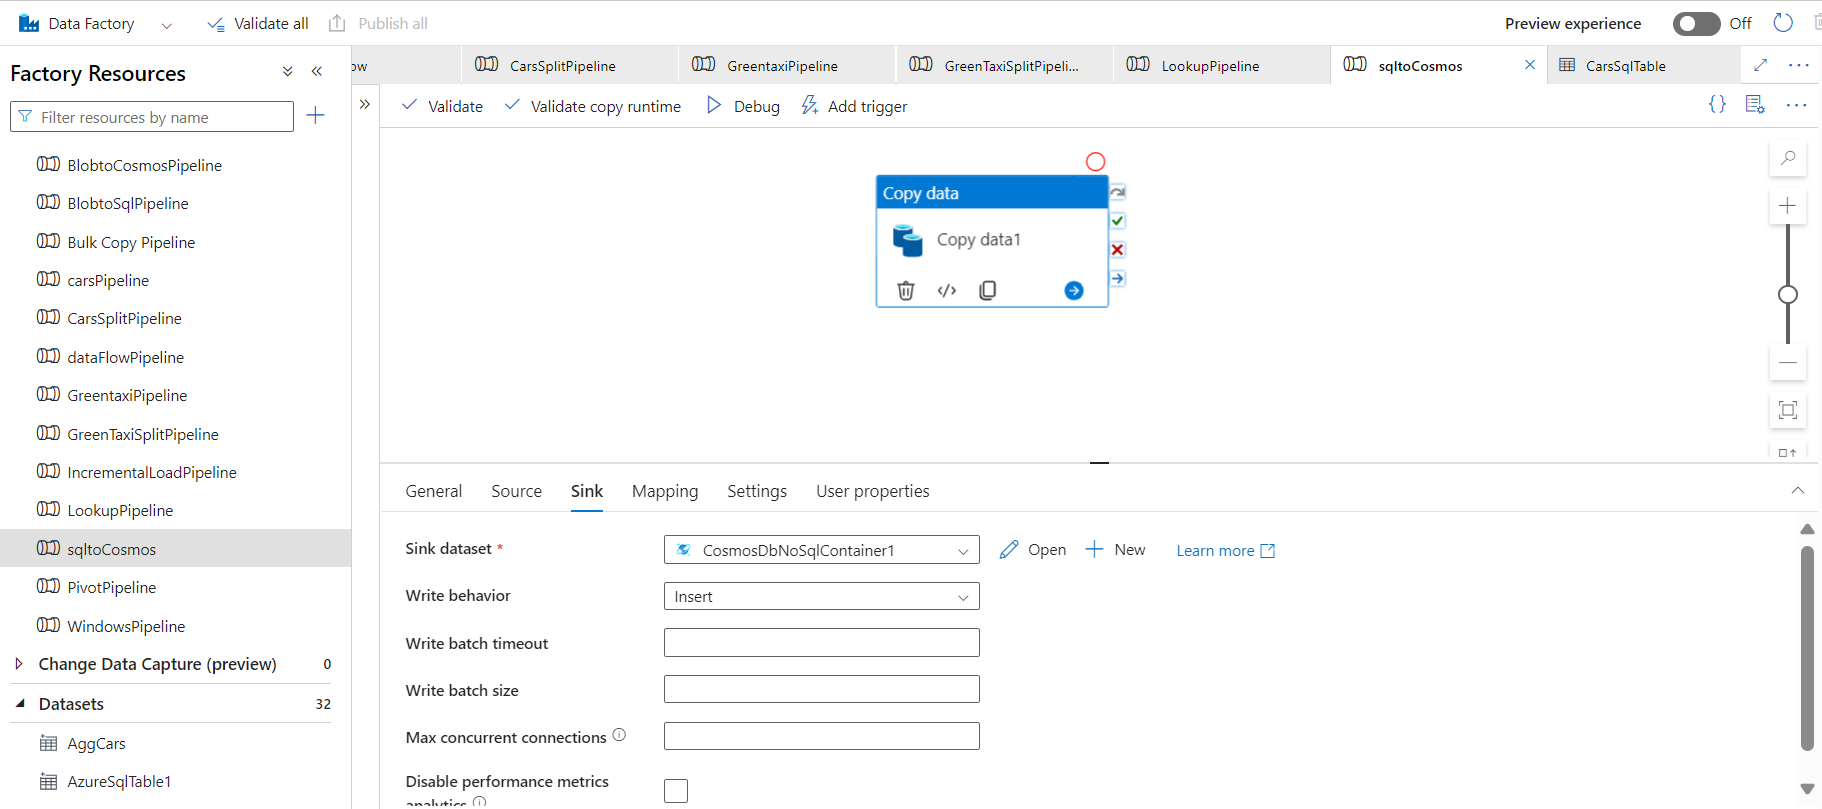 Data Factory
Validate all
Publish all
Preview experience
Off
Factory Resources
ow
CarsSplitPipeline
GreentaxiPipeline
GreenTaxiSplitPipeli...
LookupPipeline
sqltoCosmos
CarsSqlTable
Filter resources by name
Validate
Validate copy runtime
Debug
Add trigger
BlobtoCosmosPipeline
BlobtoSqlPipeline
Bulk Copy Pipeline
carsPipeline
CarsSplitPipeline
dataFlowPipeline
GreentaxiPipeline
GreenTaxiSplitPipeline
IncrementalLoadPipeline
LookupPipeline
sqltoCosmos
PivotPipeline
WindowsPipeline
Change Data Capture (preview) 0
Datasets 32
AggCars
AzureSqlTable1
Copy data
Copy data1
General
Source
Sink
Mapping
Settings
User properties
Sink dataset *
CosmosDbNoSqlContainer1
Open
New
Learn more
Write behavior
Insert
Write batch timeout
Write batch size
Max concurrent connections
Disable performance metrics
analytics